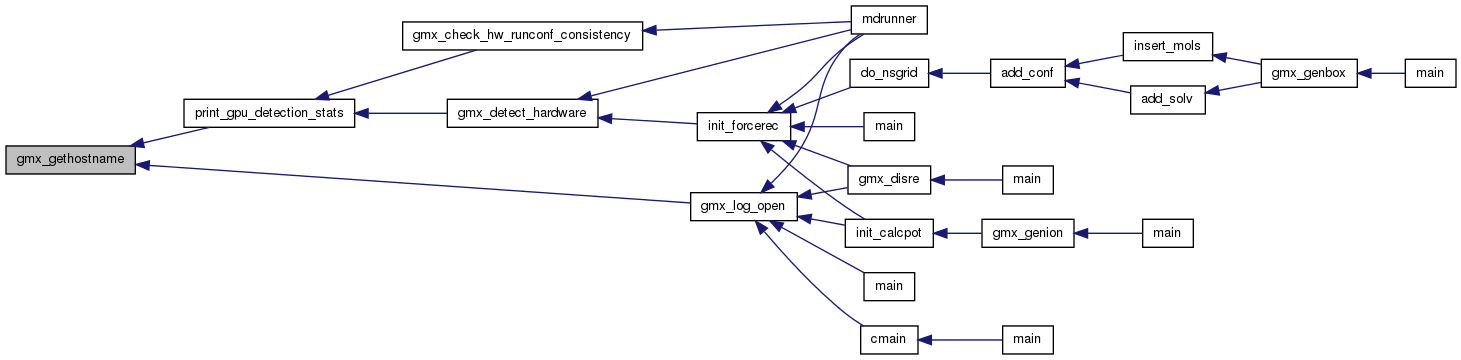 gmx_gethostname
print_gpu_detection_stats
gmx_check_hw_runconf_consistency
gmx_detect_hardware
mdrunner
init_forcerec
do_nsgrid
add_conf
insert_mols
add_solv
gmx_genbox
main
main
gmx_log_open
gmx_disre
main
init_calcpot
gmx_genion
main
main
cmain
main